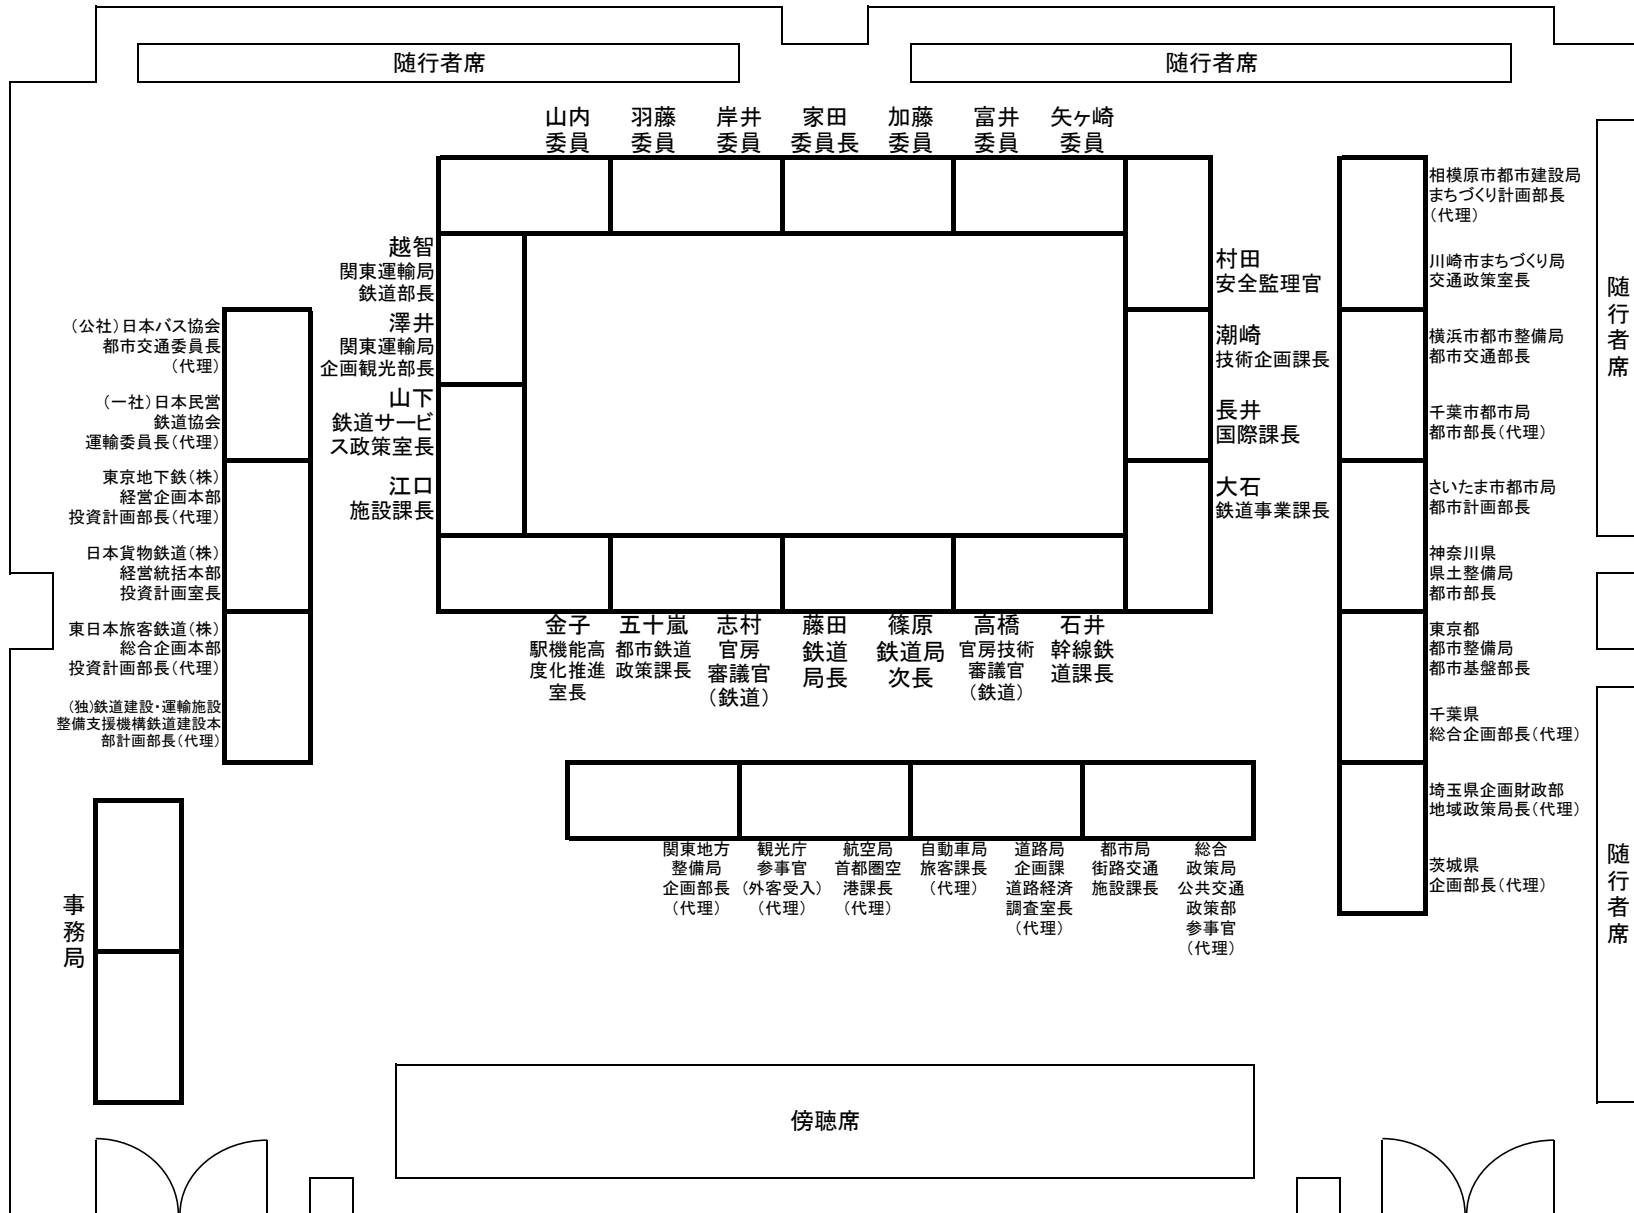 随行者席
随行者席
山内
委員
羽藤
委員
岸井
委員
家田
委員長
加藤
委員
富井
委員
矢ヶ崎
委員
越智
関東運輸局
鉄道部長
澤井
関東運輸局
企画観光部長
山下
鉄道サービ
ス政策室長
江口
施設課長
村田
安全監理官
潮崎
技術企画課長
長井
国際課長
大石
鉄道事業課長
金子
駅機能高
度化推進
室長
五十嵐
都市鉄道
政策課長
志村
官房
審議官
（鉄道）
藤田
鉄道
局長
篠原
鉄道局
次長
高橋
官房技術
審議官
（鉄道）
石井
幹線鉄
道課長
（公社）日本バス協会
都市交通委員長
（代理）
（一社）日本民営
鉄道協会
運輸委員長（代理）
東京地下鉄（株）
経営企画本部
投資計画部長（代理）
日本貨物鉄道（株）
経営統括本部
投資計画室長
東日本旅客鉄道（株）
総合企画本部
投資計画部長（代理）
（独）鉄道建設・運輸施設
整備支援機構鉄道建設本
部計画部長（代理）
相模原市都市建設局
まちづくり計画部長
（代理）
川崎市まちづくり局
交通政策室長
横浜市都市整備局
都市交通部長
千葉市都市局
都市部長（代理）
さいたま市都市局
都市計画部長
神奈川県
県土整備局
都市部長
東京都
都市整備局
都市基盤部長
千葉県
総合企画部長（代理）
埼玉県企画財政部
地域政策局長（代理）
茨城県
企画部長（代理）
随行者席
随行者席
関東地方
整備局
企画部長
（代理）
観光庁
参事官
（外客受入）
（代理）
航空局
首都圏空
港課長
（代理）
自動車局
旅客課長
（代理）
道路局
企画課
道路経済
調査室長
（代理）
都市局
街路交通
施設課長
総合
政策局
公共交通
政策部
参事官
（代理）
事務局
傍聴席